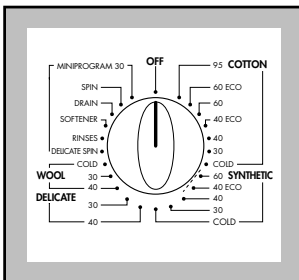 OFF
95 COTTON
60 ECO
60
40 ECO
40
30
COLD
60 SYNTHETIC
40 ECO
40
30
COLD
MINIPROGRAM 30
SPIN
DRAIN
SOFTENER
RINSES
DELICATE SPIN
COLD
WOOL 30
40
DELICATE
30
40